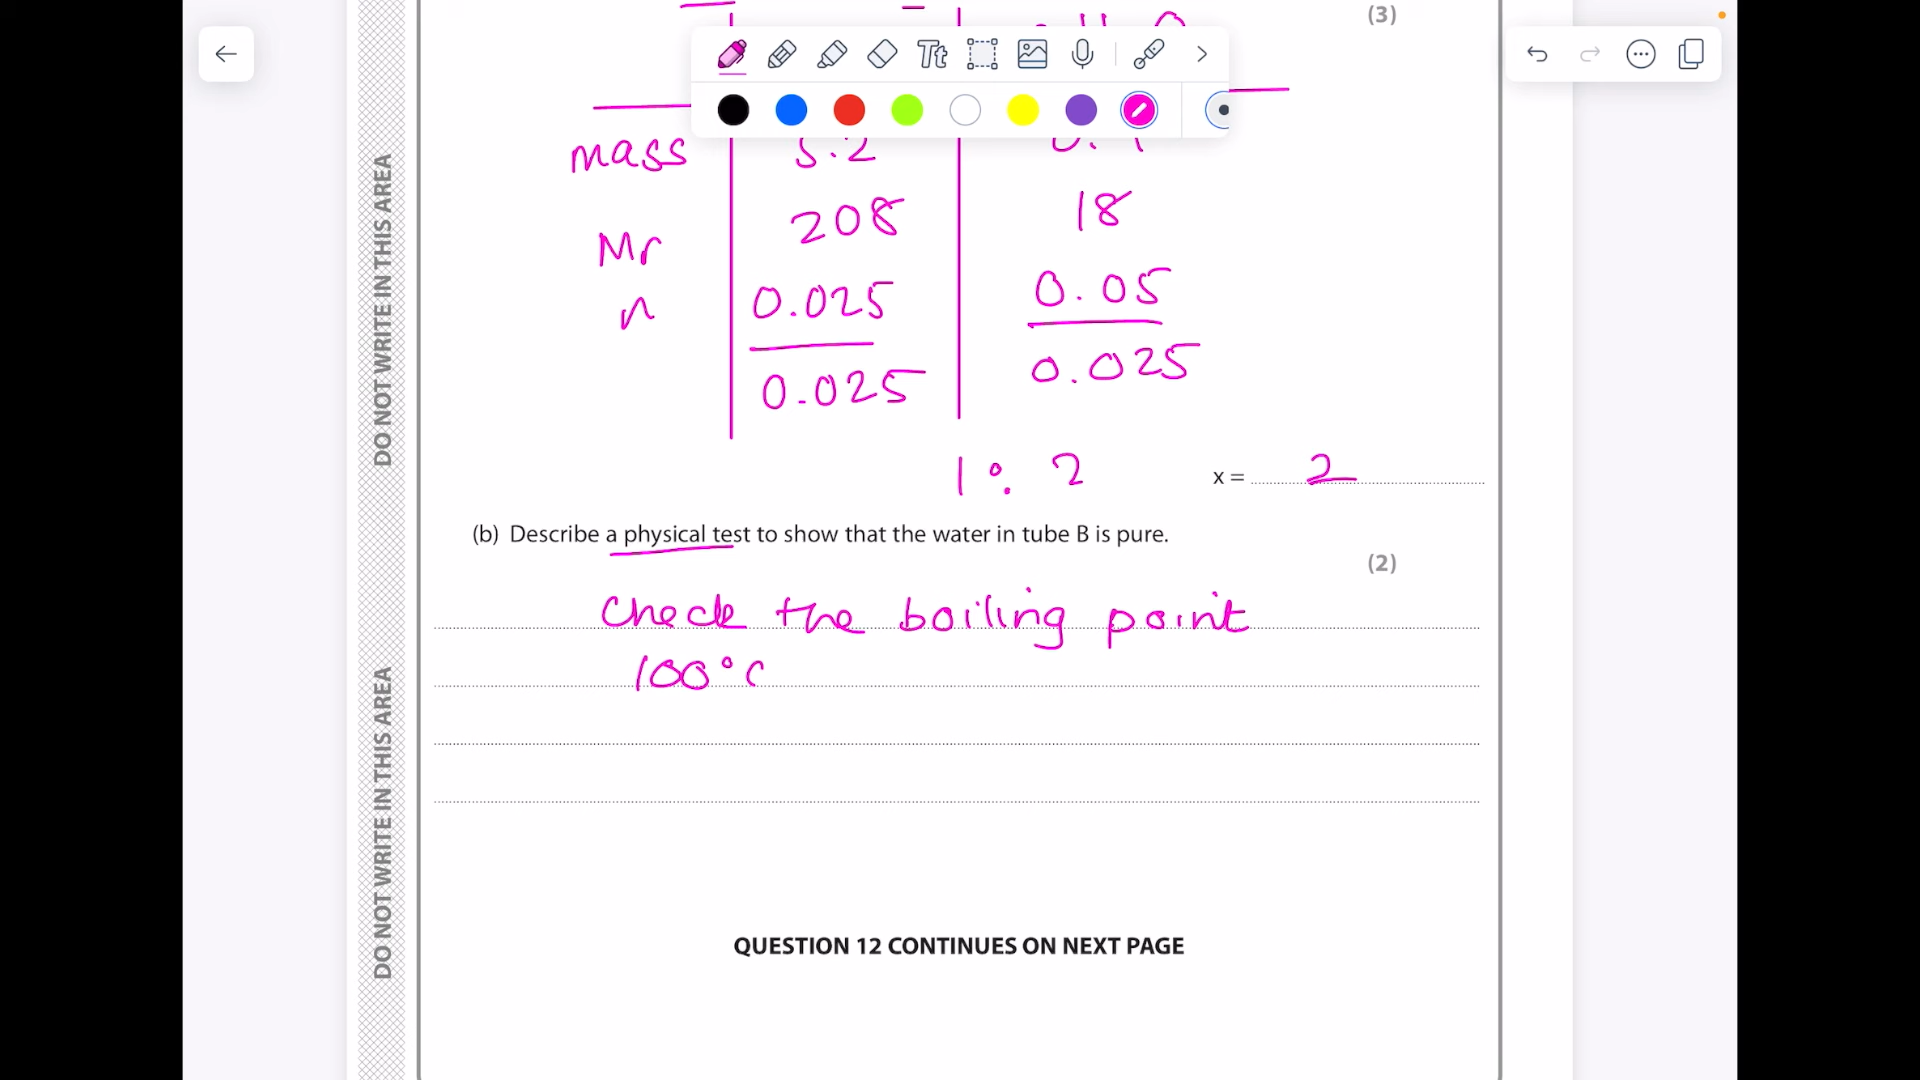 (3)
Tt
mass 5.2
Mr 208 18
n 0.025 0.05
0.025 0.025
1 : 2 x = 2
(b) Describe a physical test to show that the water in tube B is pure.
(2)
Check the boiling point
100°C
QUESTION 12 CONTINUES ON NEXT PAGE
DO NOT WRITE IN THIS AREA
DO NOT WRITE IN THIS AREA